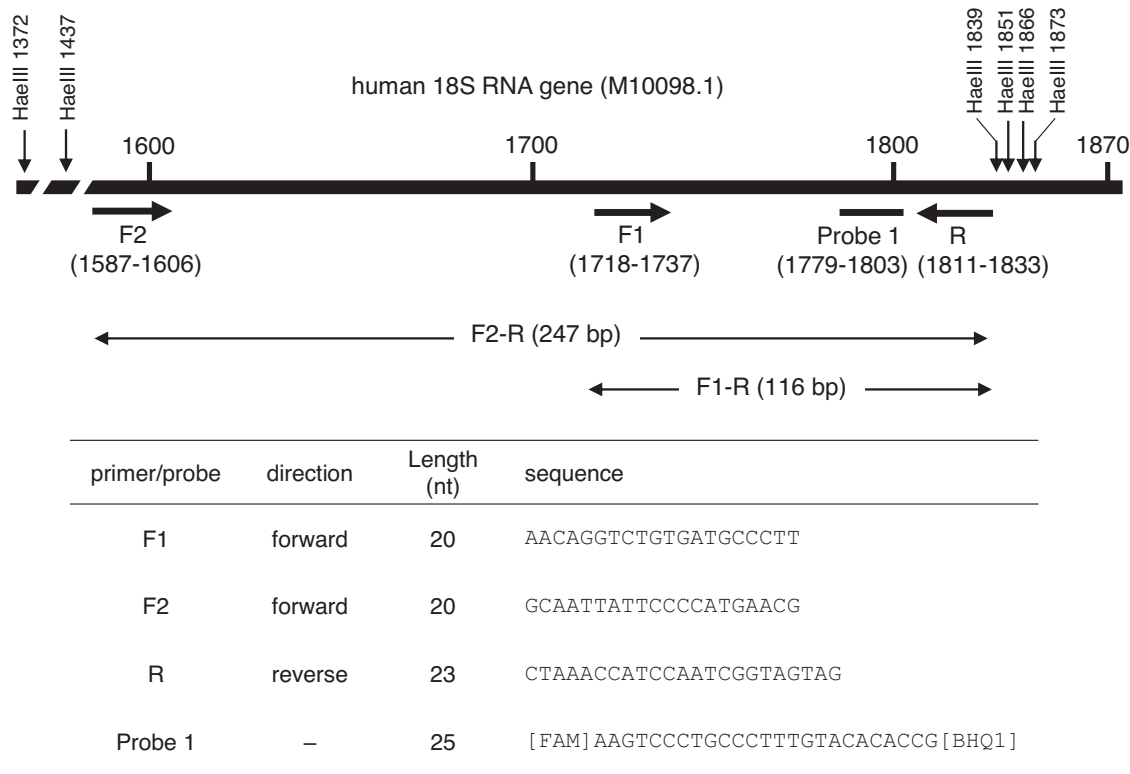 HaeIII 1372
HaeIII 1437
HaeIII 1839
HaeIII 1851
HaeIII 1866
HaeIII 1873
human 18S RNA gene (M10098.1)
1600 1700 1800 1870
F2 F1 Probe 1 R
(1587-1606) (1718-1737) (1779-1803) (1811-1833)
F2-R (247 bp)
F1-R (116 bp)
primer/probe direction Length (nt) sequence
F1 forward 20 AACAGGTCTGTGATGCCCTT
F2 forward 20 GCAATTATTCCCCATGAACG
R reverse 23 CTAAACCATCCAATCGGTAGTAG
Probe 1 – 25 [FAM]AAGTCCCTGCCCTTTGTACACACCG[BHQ1]